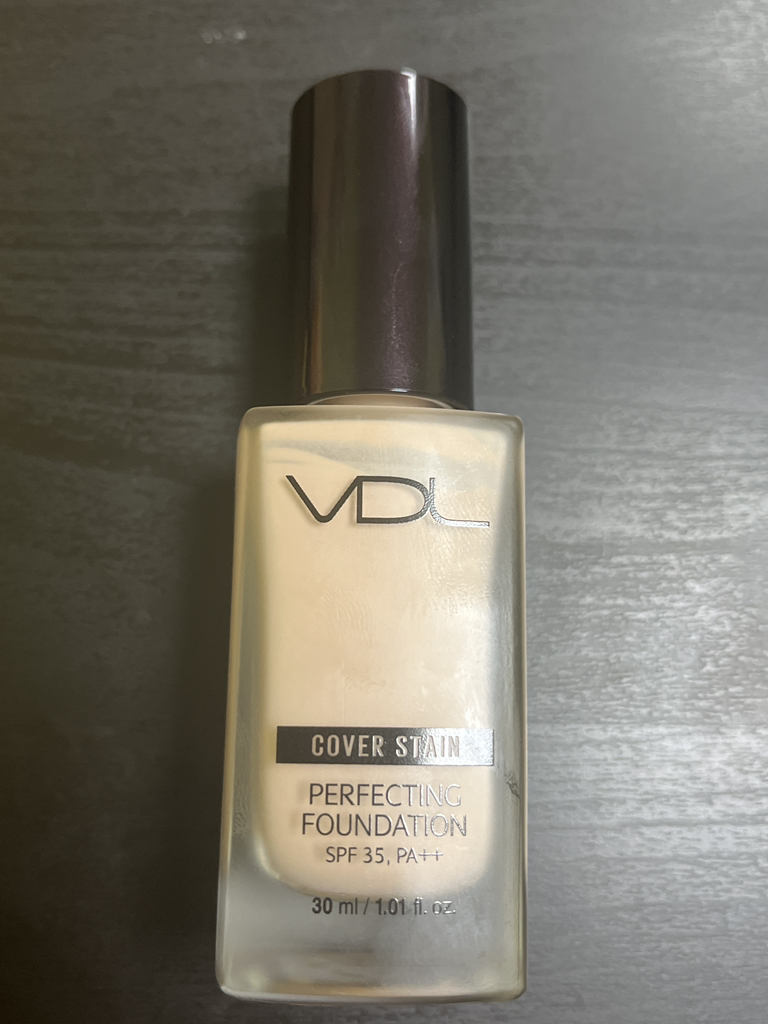 VDL
COVER STAIN
PERFECTING
FOUNDATION
SPF 35, PA++
30 ml / 1.01 fl. oz.